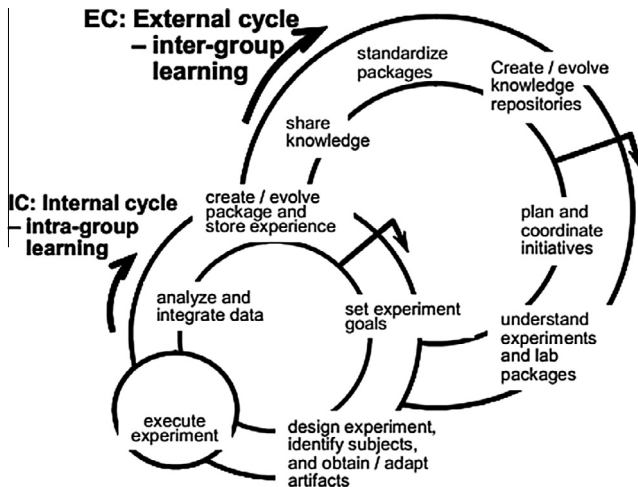 EC: External cycle
– inter-group
learning
standardize
packages
Create / evolve
knowledge
repositories
share
knowledge
IC: Internal cycle
– intra-group
learning
create / evolve
package and
store experience
plan and
coordinate
initiatives
analyze and
integrate data
set experiment
goals
understand
experiments
and lab
packages
execute
experiment
design experiment,
identify subjects,
and obtain / adapt
artifacts